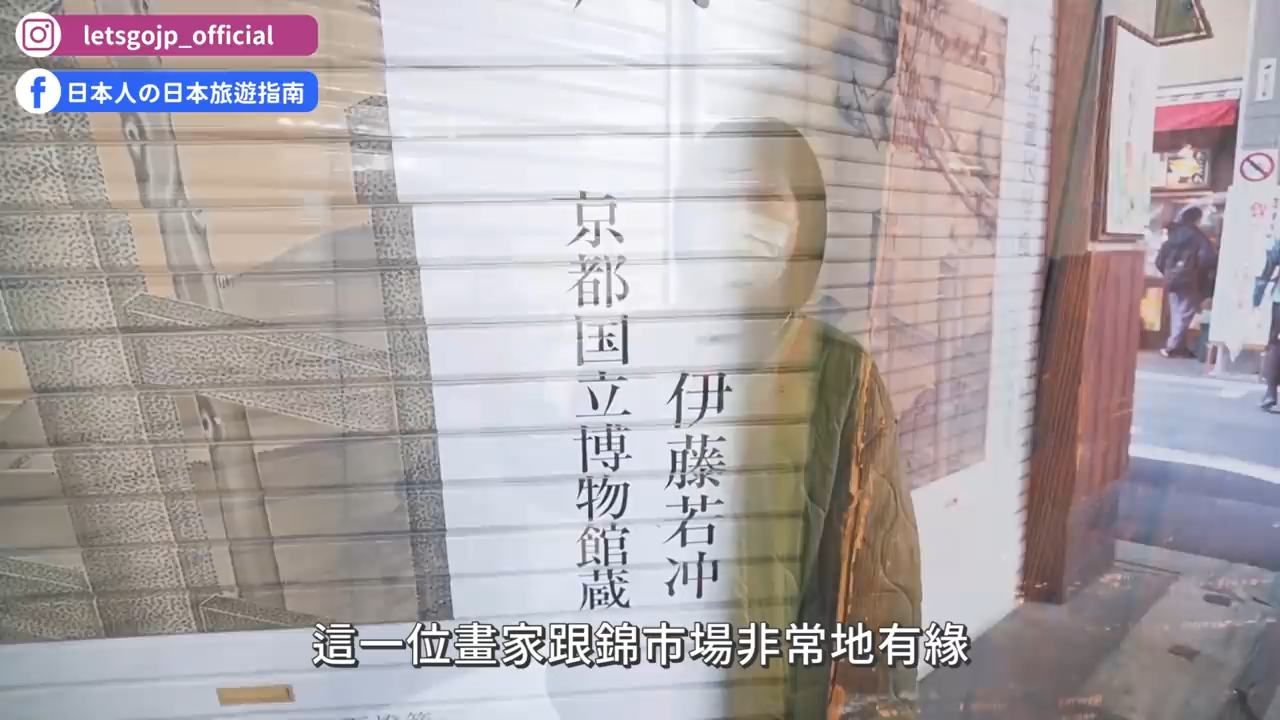 letsgojp_official
日本人の日本旅遊指南
伊藤若冲
京都国立博物館蔵
這一位畫家跟錦市場非常地有緣